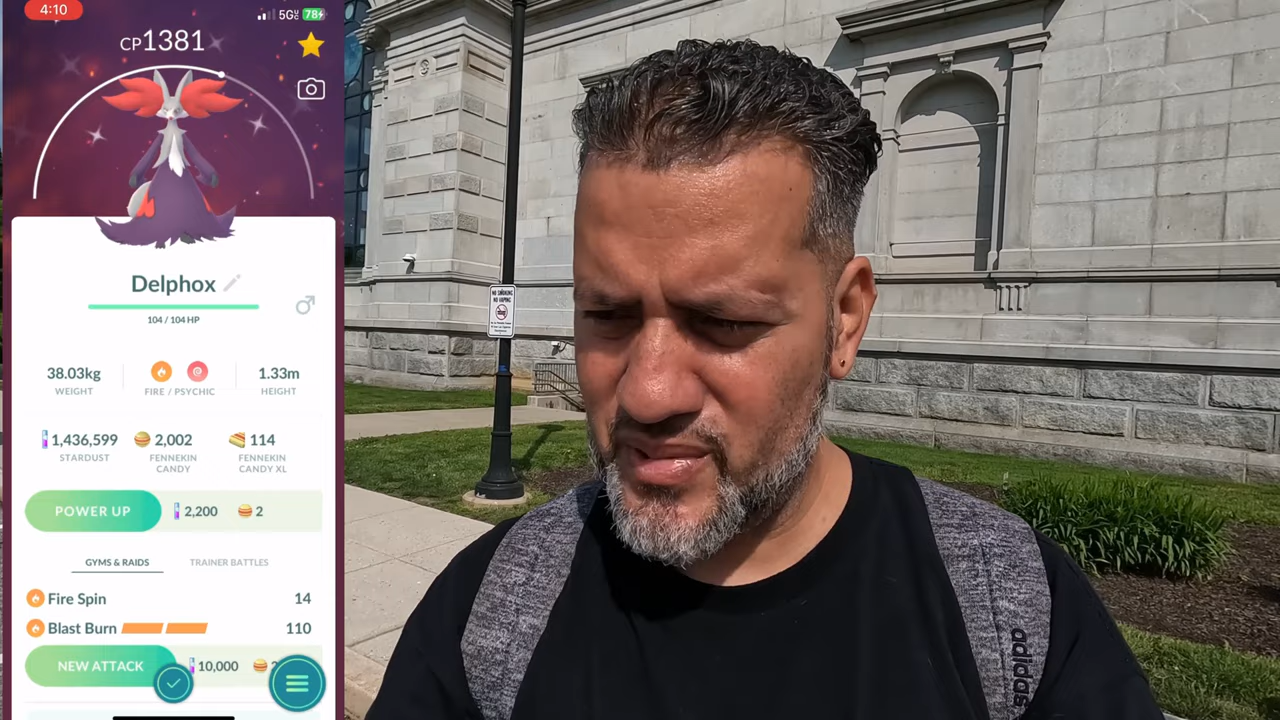 4:10
5G UC 78
CP1381
Delphox
104 / 104 HP
38.03kg
WEIGHT
FIRE / PSYCHIC
1.33m
HEIGHT
1,436,599
STARDUST
2,002
FENNEKIN
CANDY
114
FENNEKIN
CANDY XL
POWER UP
2,200
2
GYMS & RAIDS
TRAINER BATTLES
Fire Spin
14
Blast Burn
110
NEW ATTACK
10,000
NO SMOKING
NO VAPING
adidas